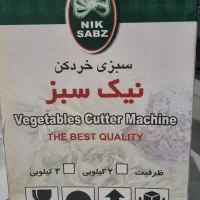 NIK
SABZ
سبزی خردکن
نیک سبز
Vegetables Cutter Machine
THE BEST QUALITY
ظرفیت ۲ کیلویی ۳ کیلویی